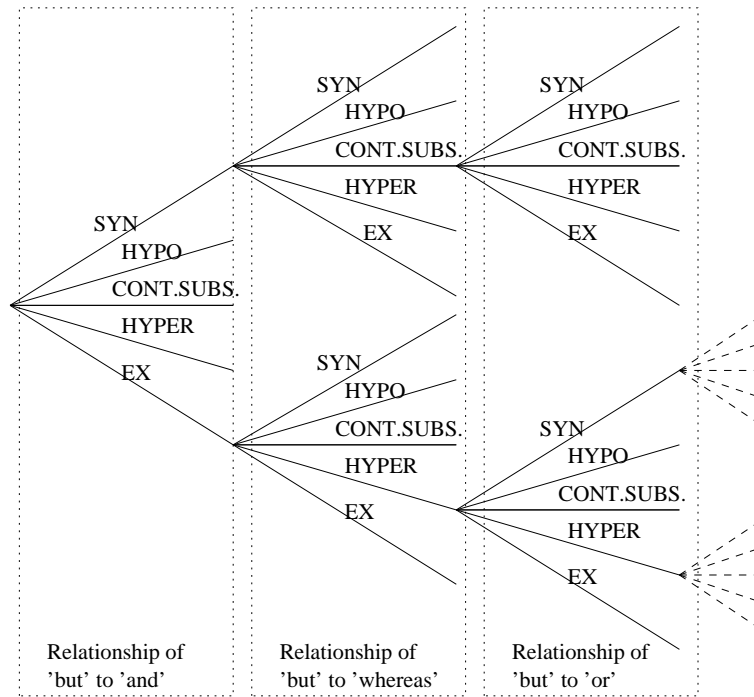 SYN
HYPO
CONT.SUBS.
HYPER
EX
SYN
HYPO
CONT.SUBS.
HYPER
EX
SYN
HYPO
CONT.SUBS.
HYPER
EX
SYN
HYPO
CONT.SUBS.
HYPER
EX
SYN
HYPO
CONT.SUBS.
HYPER
EX
Relationship of
’but’ to ’and’
Relationship of
’but’ to ’whereas’
Relationship of
’but’ to ’or’